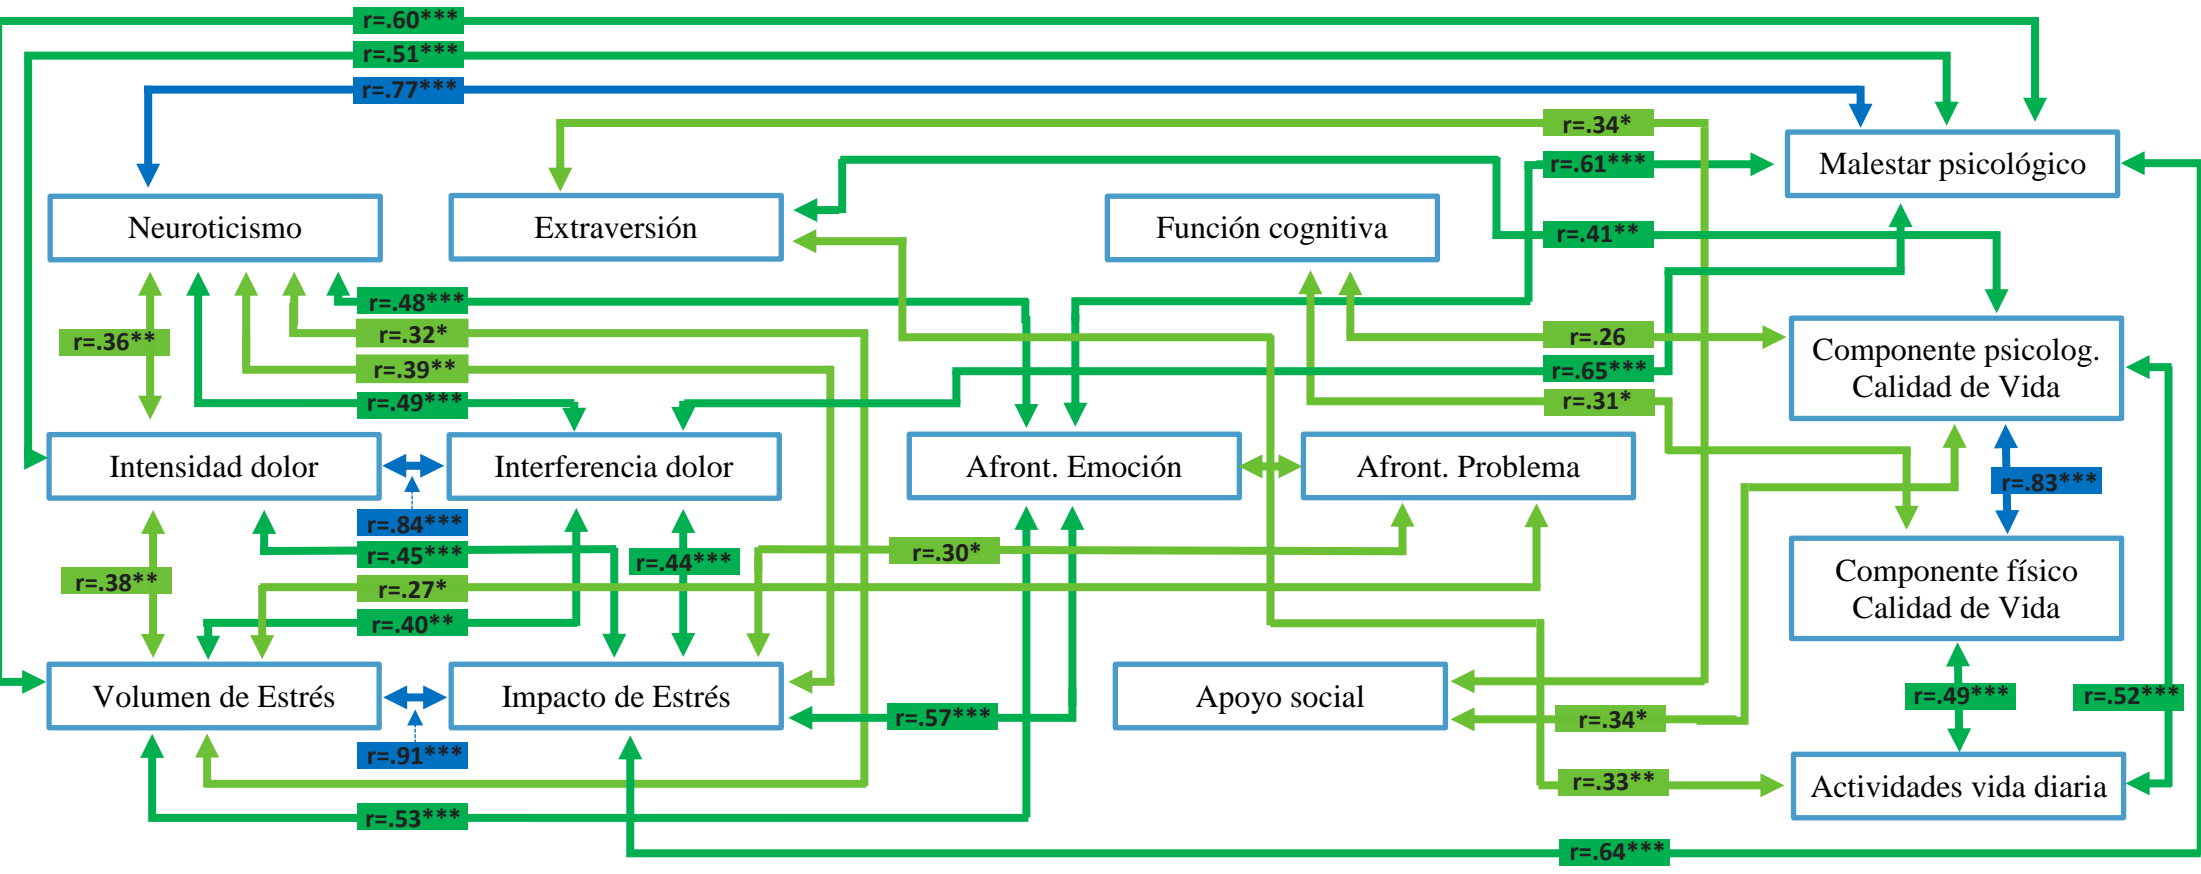 r=.60***
r=.51***
r=.77***
r=.34*
r=.61***
Malestar psicológico
Neuroticismo
Extraversión
Función cognitiva
r=.41**
r=.48***
r=.36**
r=.32*
r=.26
r=.39**
r=.65***
r=.49***
r=.31*
Componente psicolog.
Calidad de Vida
Intensidad dolor
Interferencia dolor
Afront. Emoción
Afront. Problema
r=.83***
r=.84***
r=.45***
r=.44***
r=.30*
r=.38**
r=.27*
r=.40**
Componente físico
Calidad de Vida
Volumen de Estrés
Impacto de Estrés
Apoyo social
r=.49***
r=.52***
r=.57***
r=.34*
r=.91***
r=.33**
Actividades vida diaria
r=.53***
r=.64***